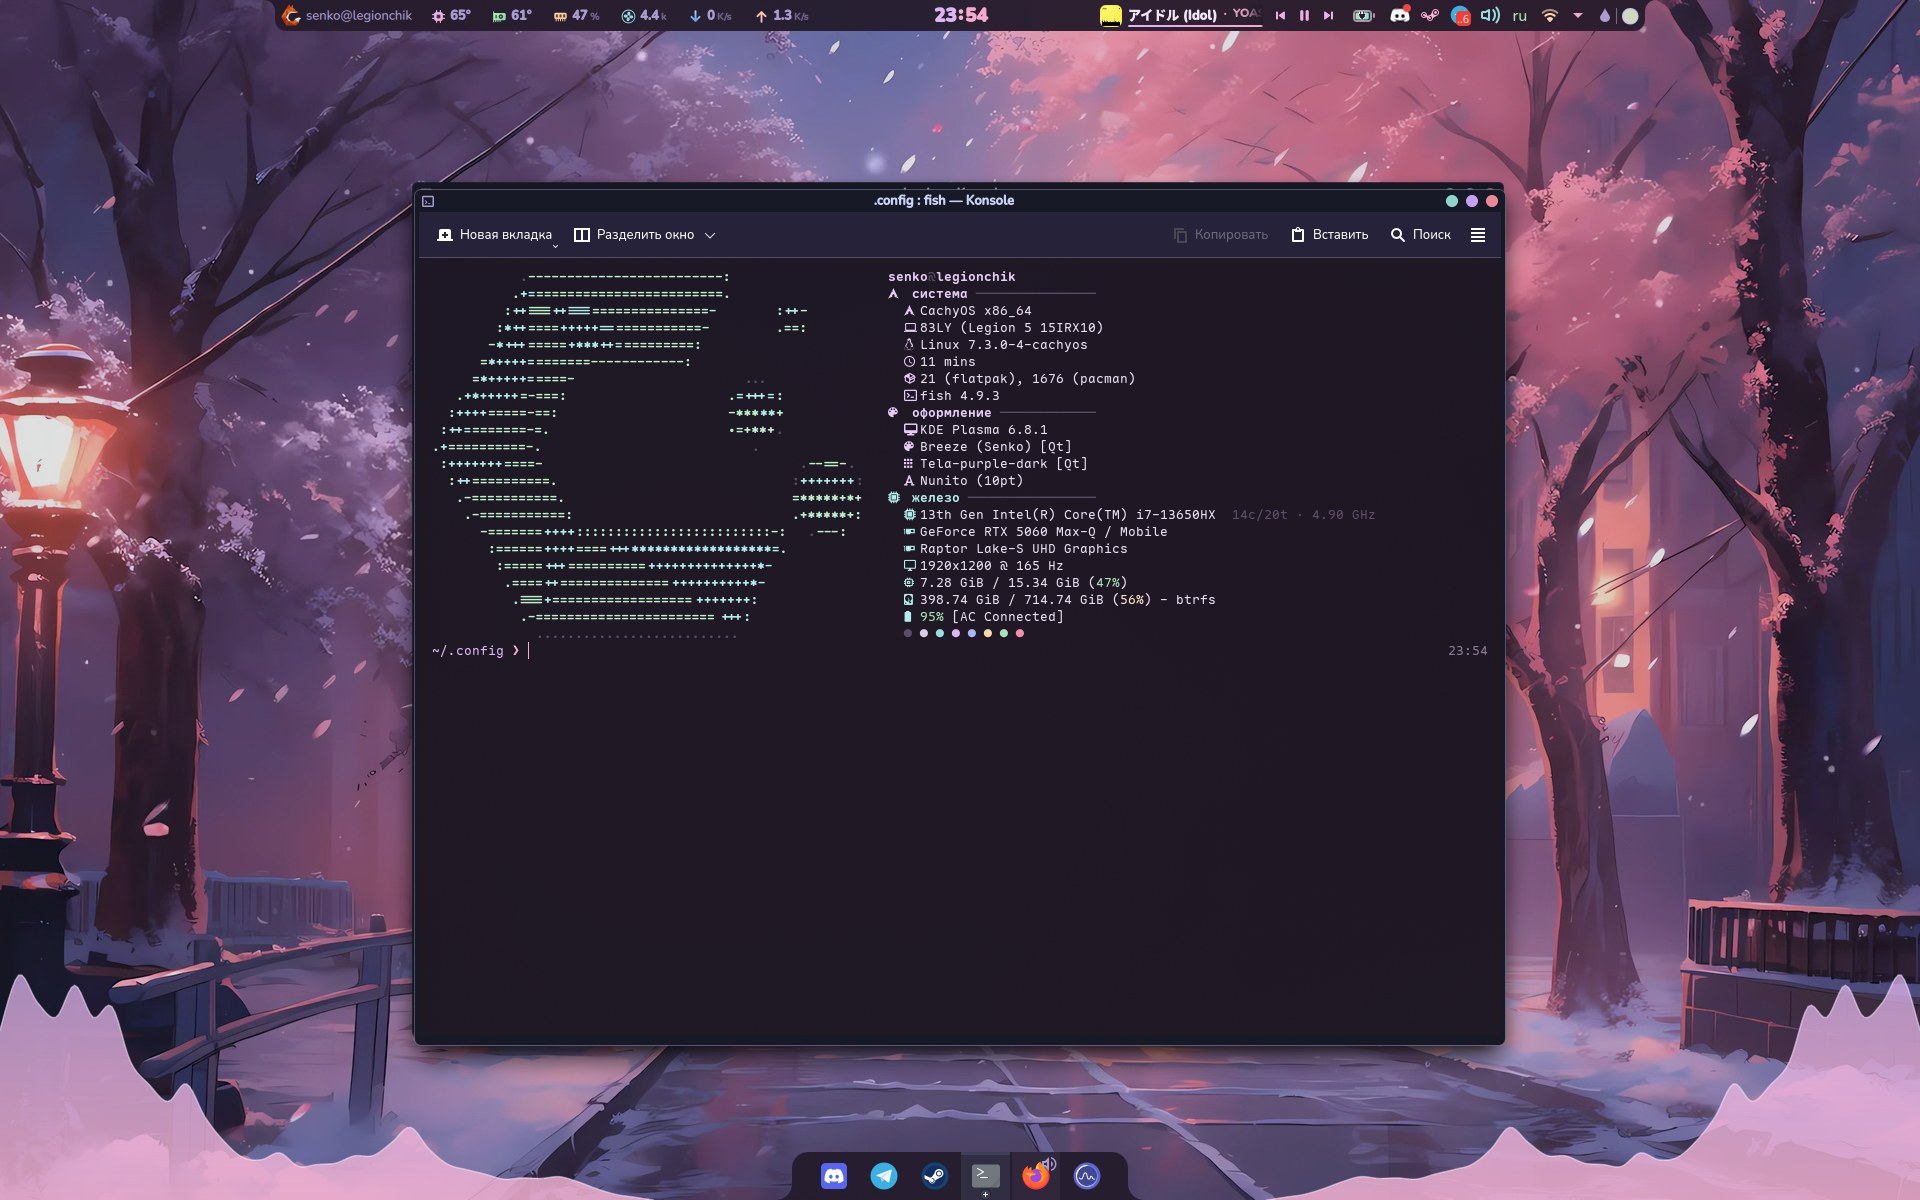 senko@legionchik 65° 61° 47 % 4.4 k 0 K/s 1.3 K/s 23:54 アイドル (Idol) · YOA ..6 ru
.config : fish — Konsole
Новая вкладка Разделить окно Копировать Вставить Поиск
senko@legionchik
система
CachyOS x86_64
83LY (Legion 5 15IRX10)
Linux 7.3.0-4-cachyos
11 mins
21 (flatpak), 1676 (pacman)
fish 4.9.3
оформление
KDE Plasma 6.8.1
Breeze (Senko) [Qt]
Tela-purple-dark [Qt]
Nunito (10pt)
железо
13th Gen Intel(R) Core(TM) i7-13650HX 14c/20t · 4.90 GHz
GeForce RTX 5060 Max-Q / Mobile
Raptor Lake-S UHD Graphics
1920x1200 @ 165 Hz
7.28 GiB / 15.34 GiB (47%)
398.74 GiB / 714.74 GiB (56%) - btrfs
95% [AC Connected]
~/.config ❯ 23:54